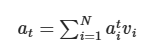 $a_t = \sum_{i=1}^{N} a_i^t v_i$